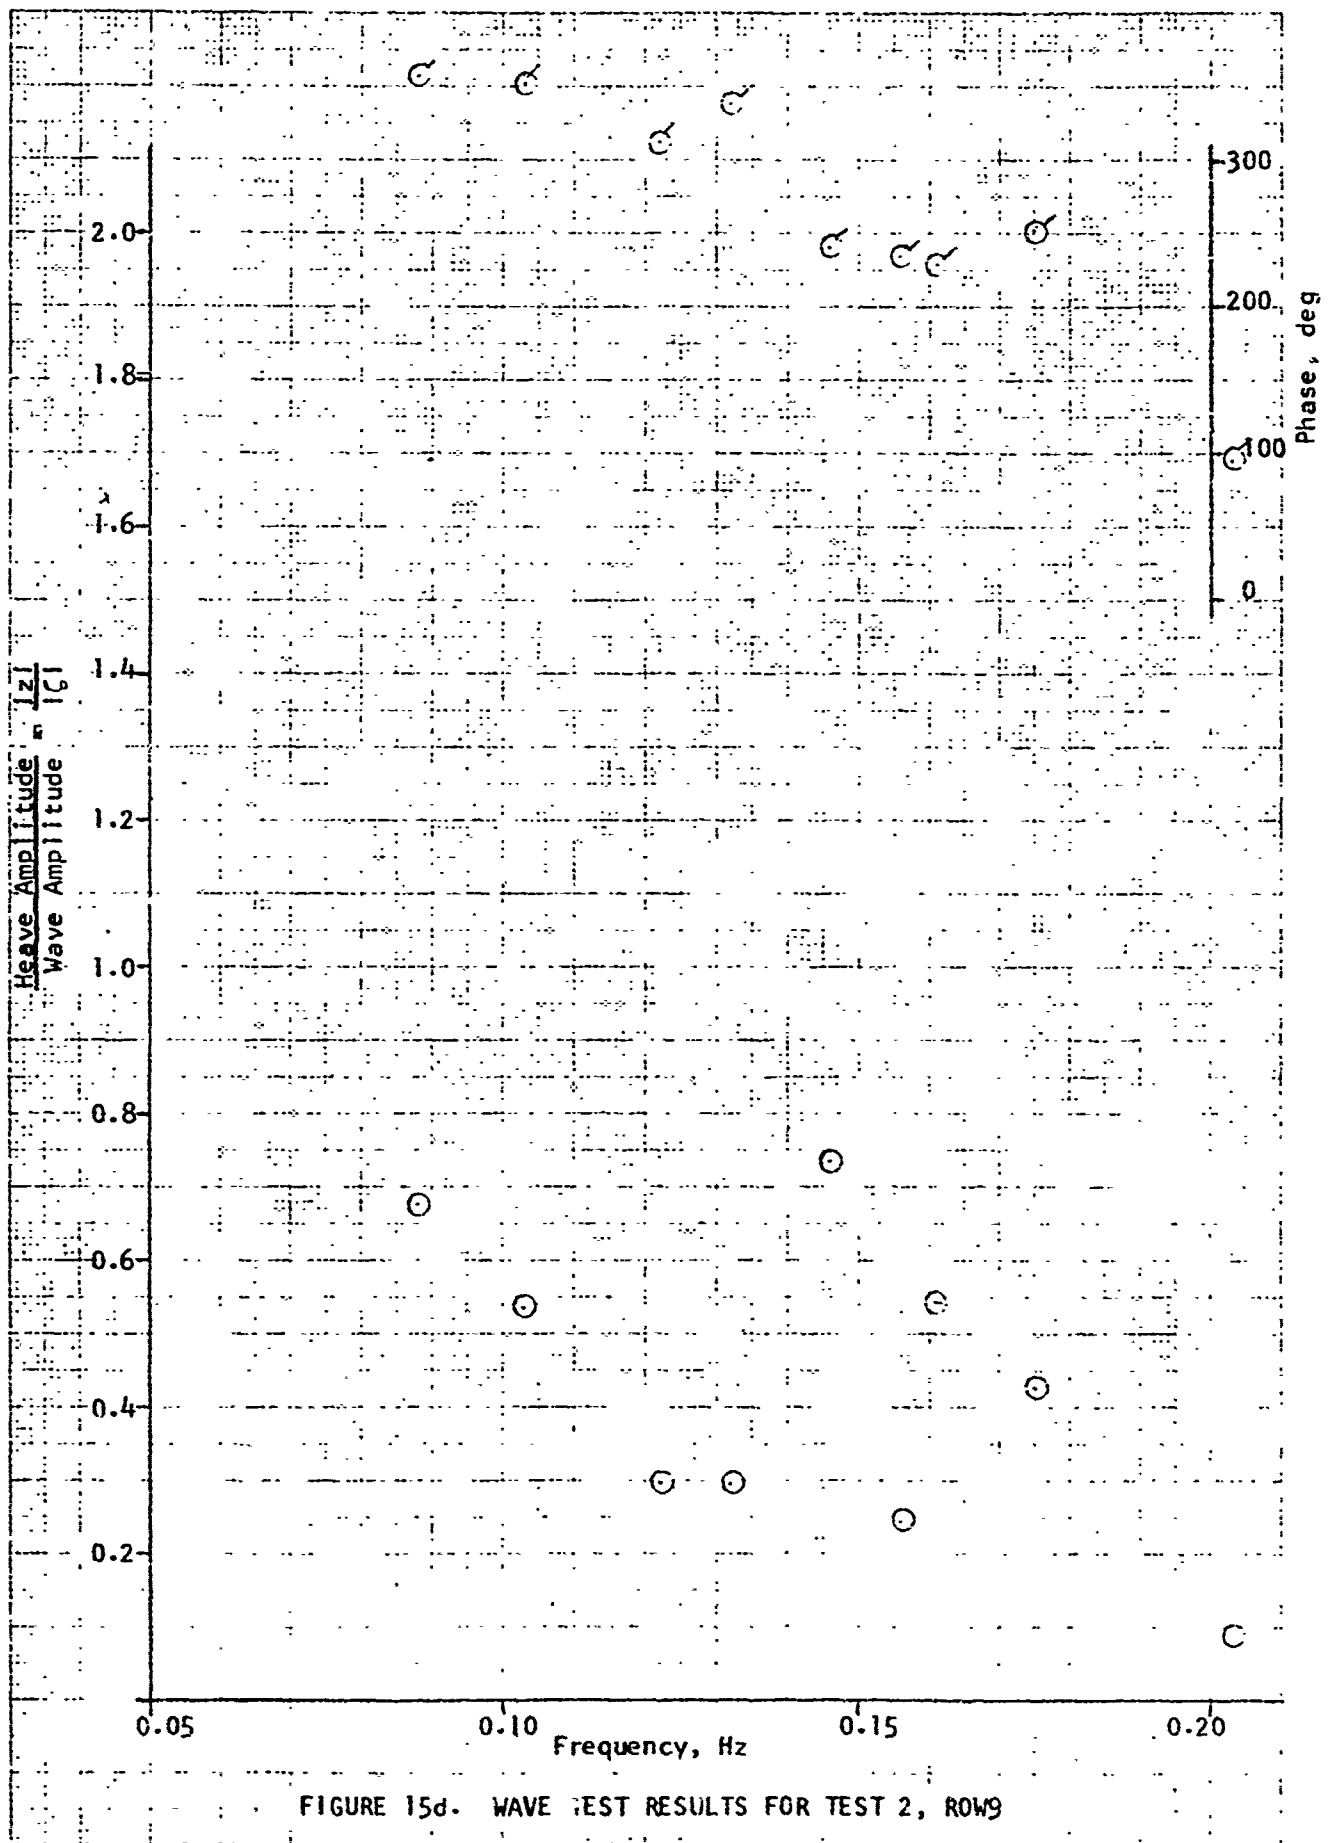 300
2.0
200
Phase, deg
1.8
100
1.6
0
1.4
Heave Amplitude = |z|
Wave Amplitude |ζ|
1.2
1.0
0.8
0.6
0.4
0.2
0.05 0.10 0.15 0.20
Frequency, Hz
FIGURE 15d. WAVE TEST RESULTS FOR TEST 2, ROW9